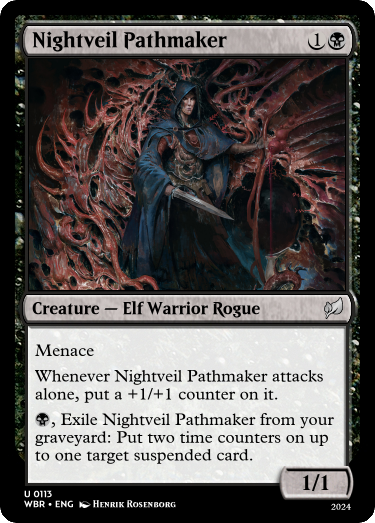 Nightveil Pathmaker 1
Creature — Elf Warrior Rogue
Menace
Whenever Nightveil Pathmaker attacks
alone, put a +1/+1 counter on it.
, Exile Nightveil Pathmaker from your
graveyard: Put two time counters on up
to one target suspended card.
1/1
U 0113
WBR • ENG Henrik Rosenborg
2024